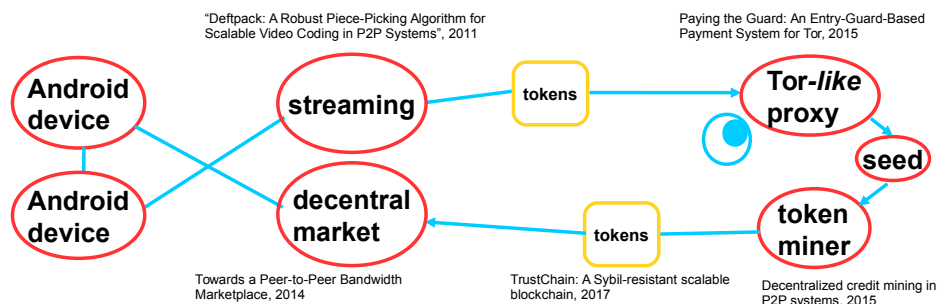 “Deftpack: A Robust Piece-Picking Algorithm for
Scalable Video Coding in P2P Systems”, 2011
Paying the Guard: An Entry-Guard-Based
Payment System for Tor, 2015
Android
device
streaming
tokens
Tor-like
proxy
seed
Android
device
decentral
market
tokens
token
miner
Towards a Peer-to-Peer Bandwidth
Marketplace, 2014
TrustChain: A Sybil-resistant scalable
blockchain, 2017
Decentralized credit mining in
P2P systems, 2015